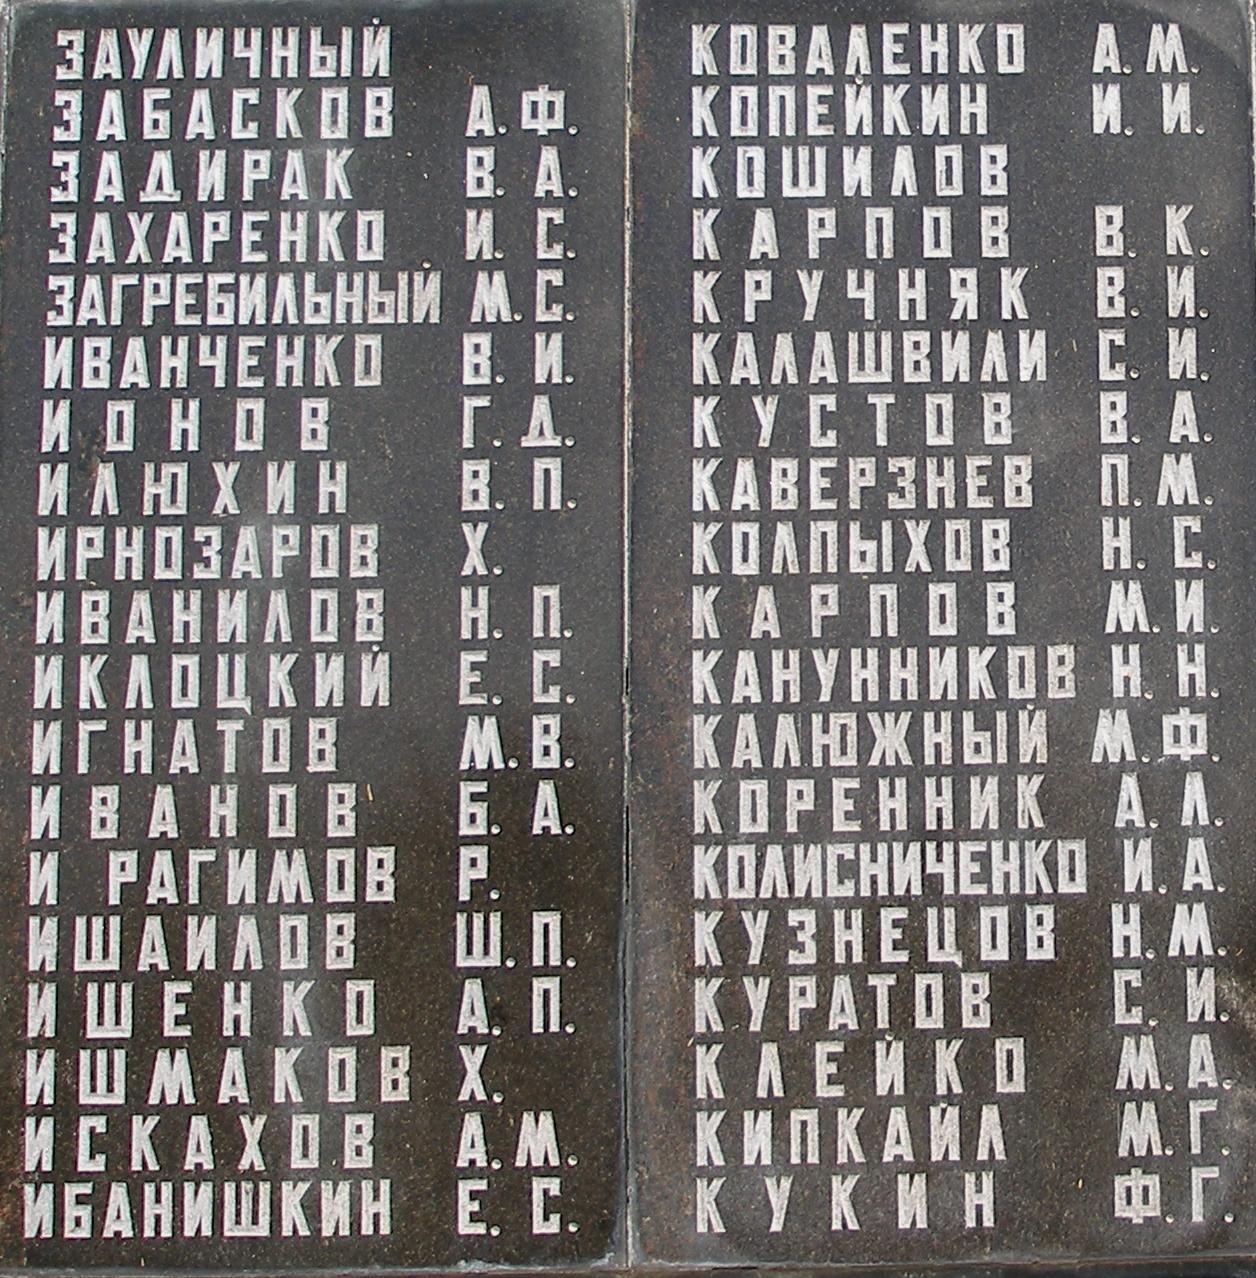 ЗАУЛИЧНЫЙ
ЗАБАСКОВ А. Ф.
ЗАДИРАК В. А.
ЗАХАРЕНКО И. С.
ЗАГРЕБИЛЬНЫЙ М. С.
ИВАНЧЕНКО В. И.
ИОНОВ Г. Д.
ИЛЮХИН В. П.
ИРНОЗАРОВ Х.
ИВАНИЛОВ Н. П.
ИКЛОЦКИЙ Е. С.
ИГНАТОВ М. В.
ИВАНОВ Б. А.
И РАГИМОВ Р.
ИШАИЛОВ Ш. П.
ИШЕНКО А. П.
ИШМАКОВ Х.
ИСКАХОВ А. М.
ИБАНИШКИН Е. С.
КОВАЛЕНКО А. М.
КОПЕЙКИН И. И.
КОШИЛОВ
КАРПОВ В. К.
КРУЧНЯК В. И.
КАЛАШВИЛИ С. И.
КУСТОВ В. А.
КАВЕРЗНЕВ П. М.
КОЛПЫХОВ Н. С.
КАРПОВ М. И.
КАНУННИКОВ Н. Н.
КАЛЮЖНЫЙ М. Ф.
КОРЕННИК А. Л.
КОЛИСНИЧЕНКО И. А.
КУЗНЕЦОВ Н. М.
КУРАТОВ С. И.
КЛЕЙКО М. А.
КИПКАЙЛ М. Г.
КУКИН Ф. Г.